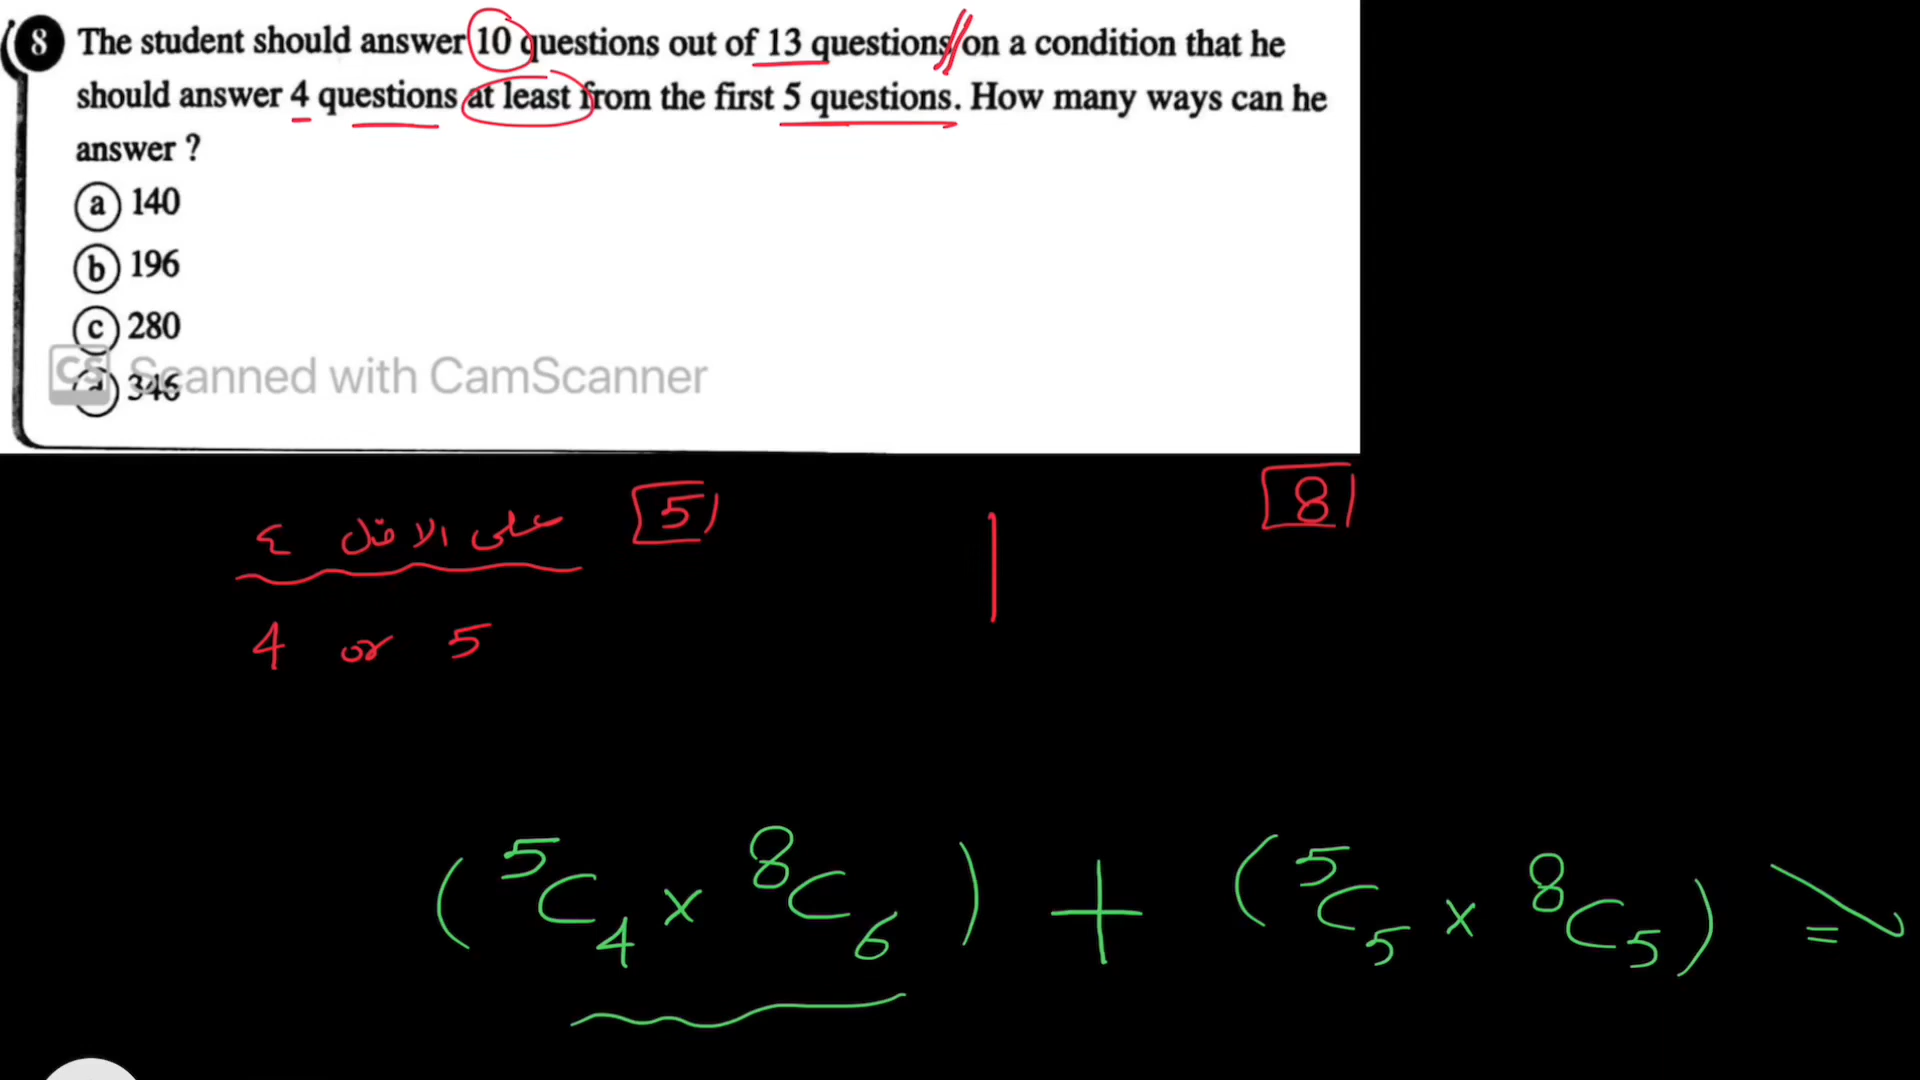 8 The student should answer 10 questions out of 13 questions on a condition that he
should answer 4 questions at least from the first 5 questions. How many ways can he
answer ?
a 140
b 196
c 280
d 346
CS Scanned with CamScanner
على الاقل ٤ 5 8
4 or 5
( ⁵C₄ × ⁸C₆ ) + ( ⁵C₅ × ⁸C₅ ) =